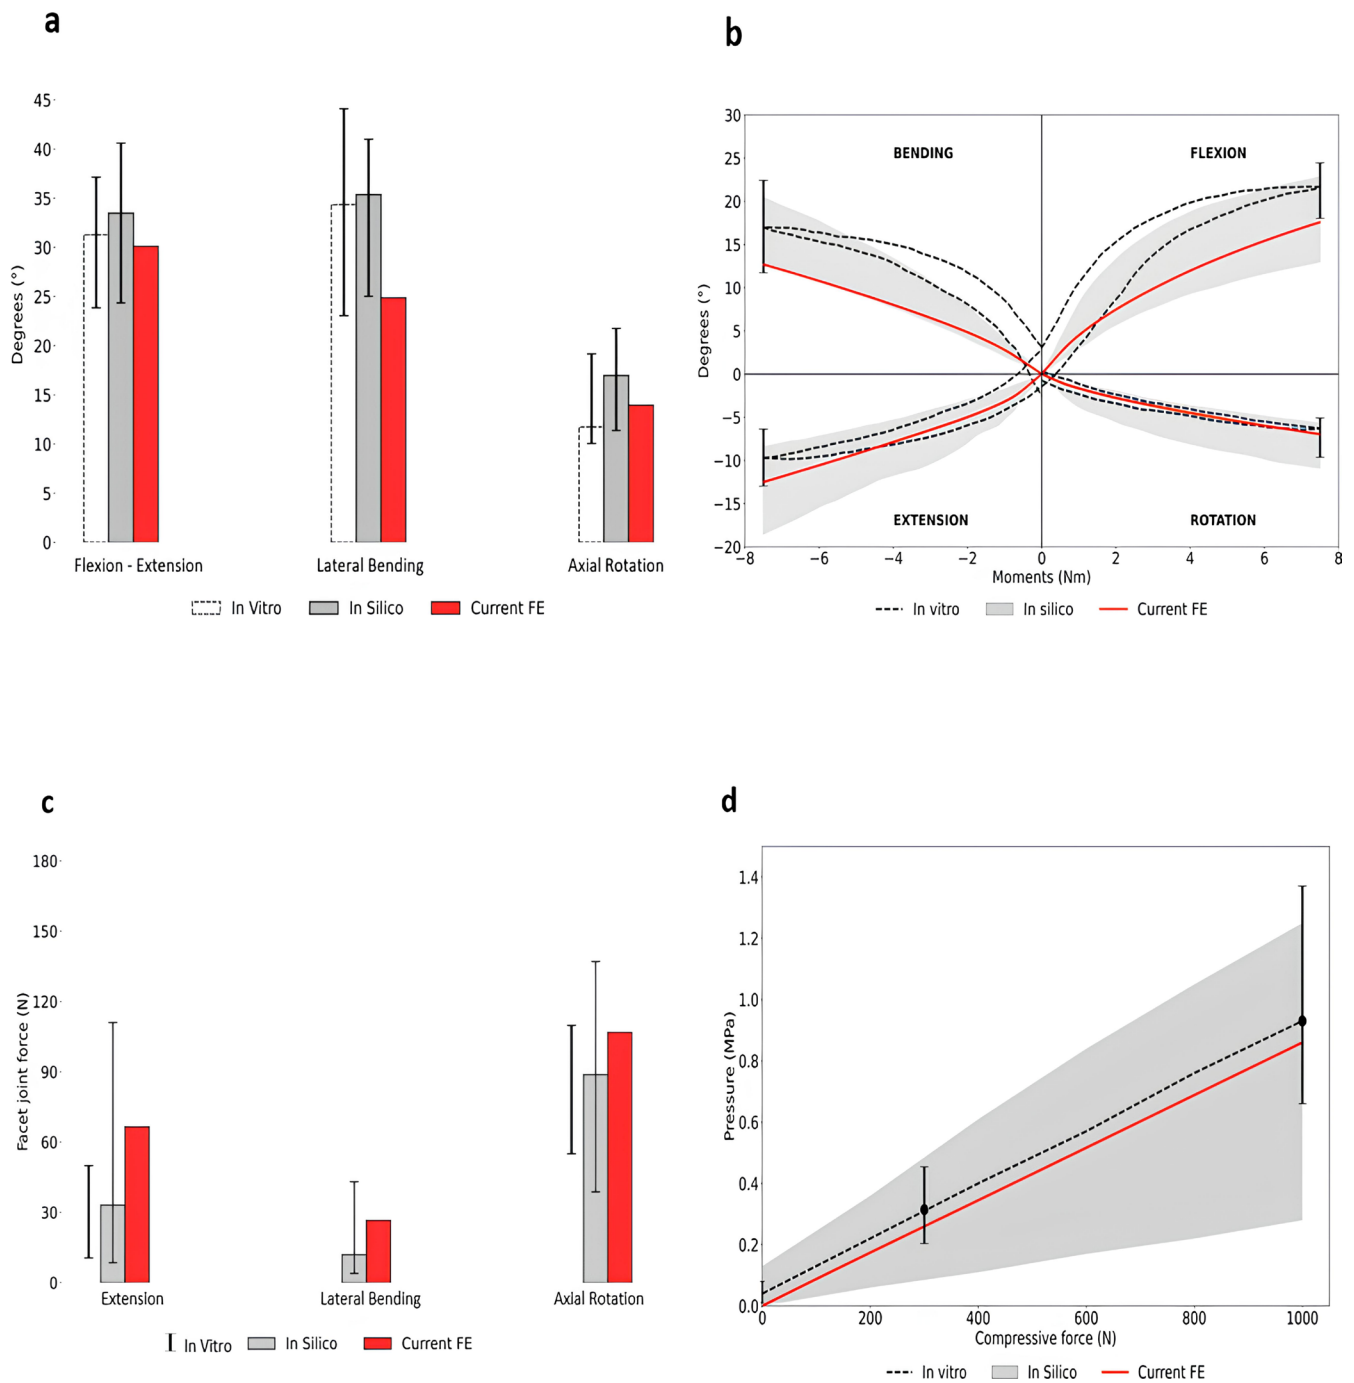 a
45
40
35
30
25
20
15
10
5
0
Degrees (°)
Flexion - Extension
Lateral Bending
Axial Rotation
In Vitro
In Silico
Current FE
b
30
25
20
15
10
5
0
−5
−10
−15
−20
Degrees (°)
BENDING
FLEXION
EXTENSION
ROTATION
−8 −6 −4 −2 0 2 4 6 8
Moments (Nm)
In vitro
In silico
Current FE
c
180
150
120
90
60
30
0
Facet joint force (N)
Extension
Lateral Bending
Axial Rotation
In Vitro
In Silico
Current FE
d
1.4
1.2
1.0
0.8
0.6
0.4
0.2
0.0
Pressure (MPa)
0 200 400 600 800 1000
Compressive force (N)
In vitro
In Silico
Current FE